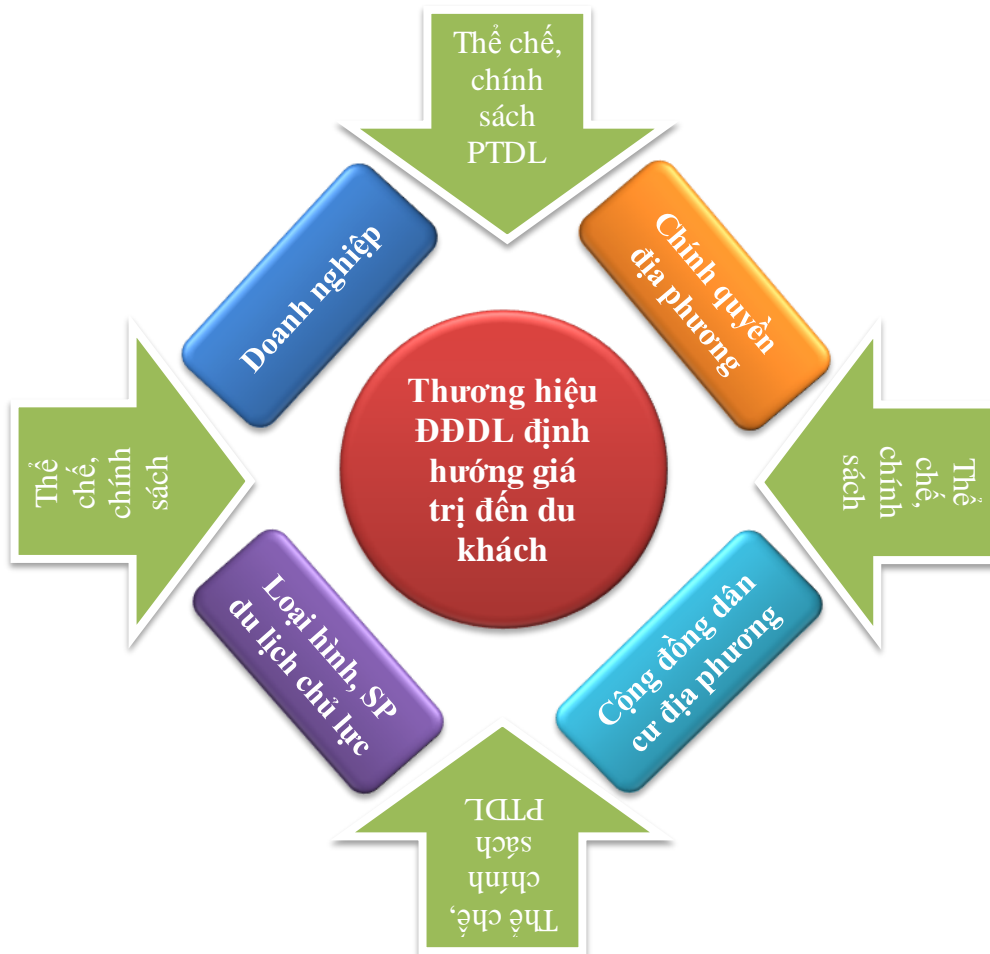 Thể chế,
chính
sách
PTDL
Doanh nghiệp
Chính quyền
địa phương
Thương hiệu
ĐĐDL định
hướng giá
trị đến du
khách
Thể
chế,
chính
sách
Thể
chế,
chính
sách
Loại hình, SP
du lịch chủ lực
Cộng đồng dân
cư địa phương
Thể chế,
chính
sách
PTDL